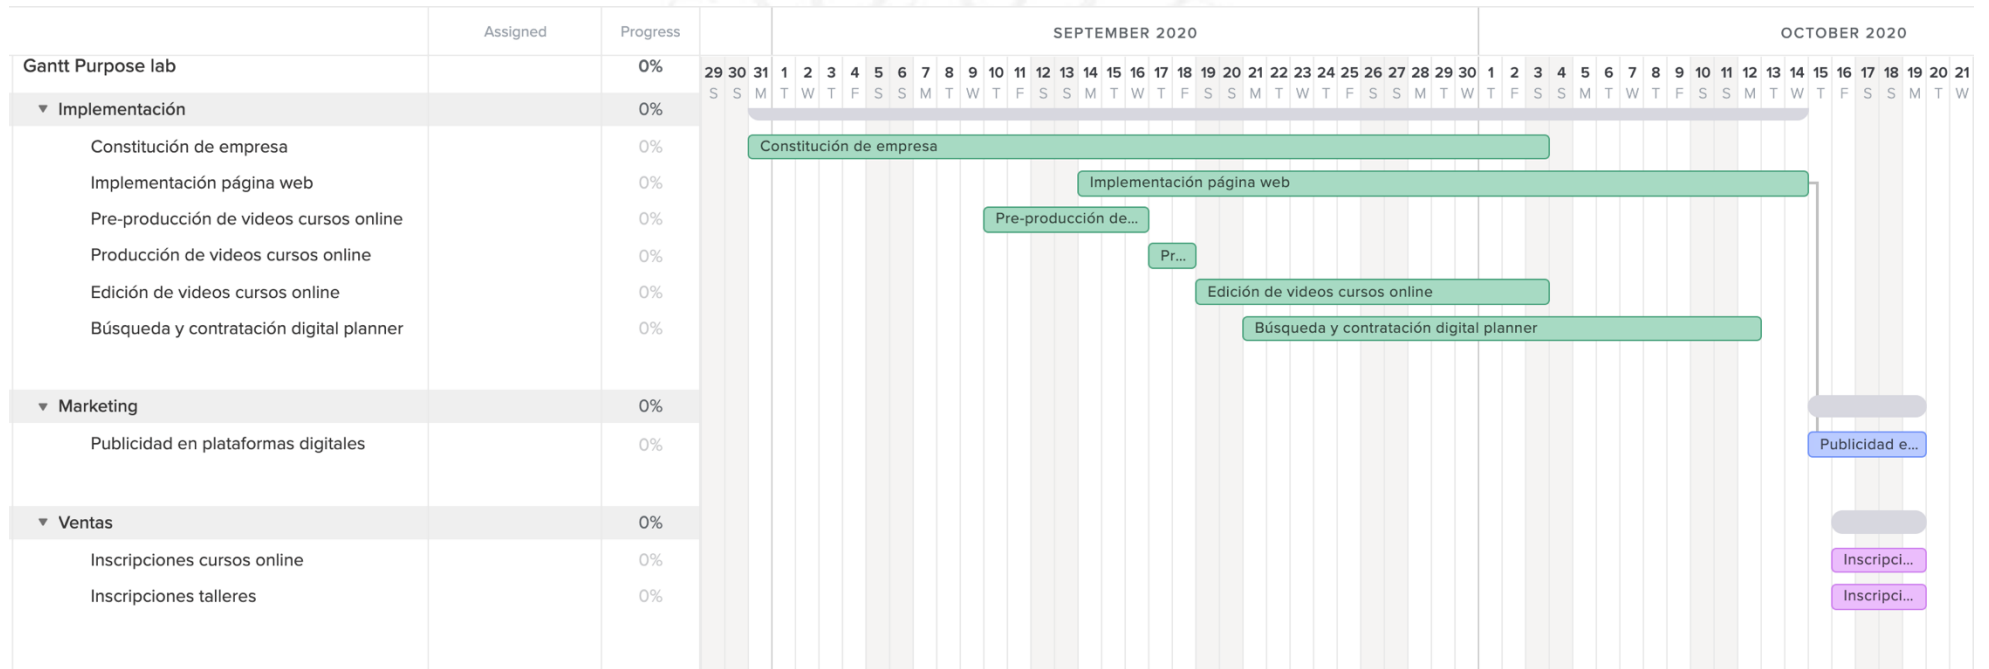 Assigned Progress SEPTEMBER 2020 OCTOBER 2020
Gantt Purpose lab 0% 29 30 31 1 2 3 4 5 6 7 8 9 10 11 12 13 14 15 16 17 18 19 20 21 22 23 24 25 26 27 28 29 30 1 2 3 4 5 6 7 8 9 10 11 12 13 14 15 16 17 18 19 20 21
S S M T W T F S S M T W T F S S M T W T F S S M T W T F S S M T W T F S S M T W T F S S M T W T F S S M T W
Implementación 0%
Constitución de empresa 0% Constitución de empresa
Implementación página web 0% Implementación página web
Pre-producción de videos cursos online 0% Pre-producción de...
Producción de videos cursos online 0% Pr...
Edición de videos cursos online 0% Edición de videos cursos online
Búsqueda y contratación digital planner 0% Búsqueda y contratación digital planner
Marketing 0%
Publicidad en plataformas digitales 0% Publicidad e...
Ventas 0%
Inscripciones cursos online 0% Inscripci...
Inscripciones talleres 0% Inscripci...